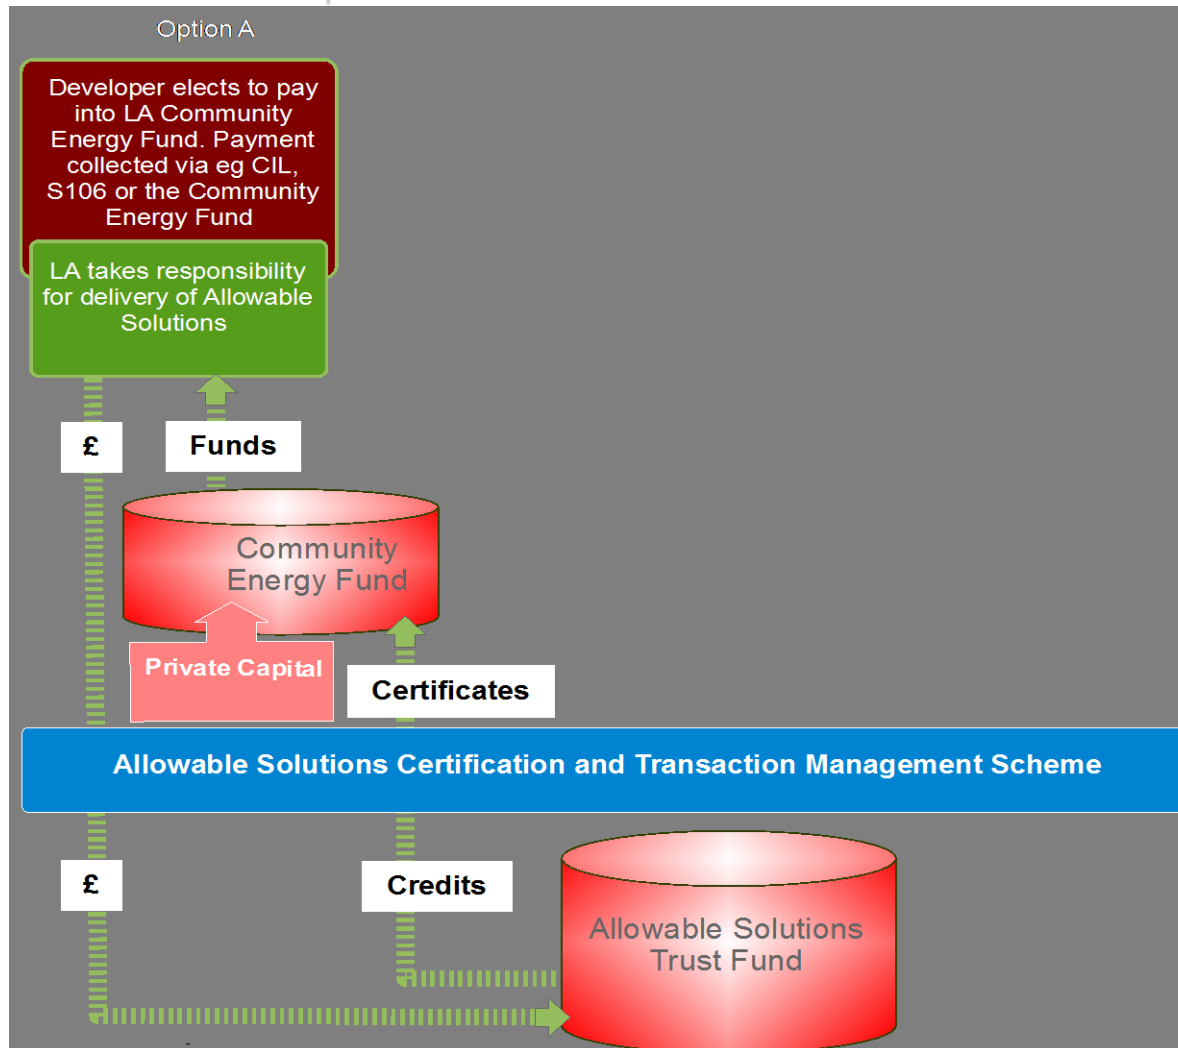 Option A
Developer elects to pay
into LA Community
Energy Fund. Payment
collected via eg CIL,
S106 or the Community
Energy Fund
LA takes responsibility
for delivery of Allowable
Solutions
£
Funds
Community
Energy Fund
Private Capital
Certificates
Allowable Solutions Certification and Transaction Management Scheme
£
Credits
Allowable Solutions
Trust Fund